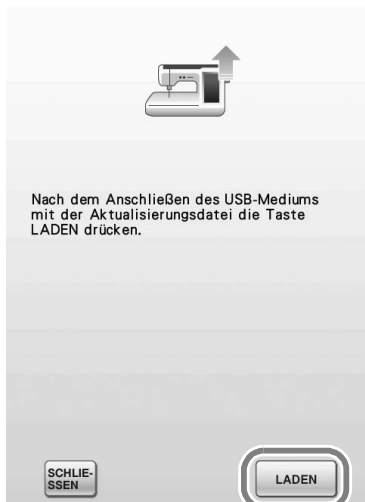 Nach dem Anschließen des USB-Mediums
mit der Aktualisierungsdatei die Taste
LADEN drücken.
SCHLIE-
SSEN
LADEN